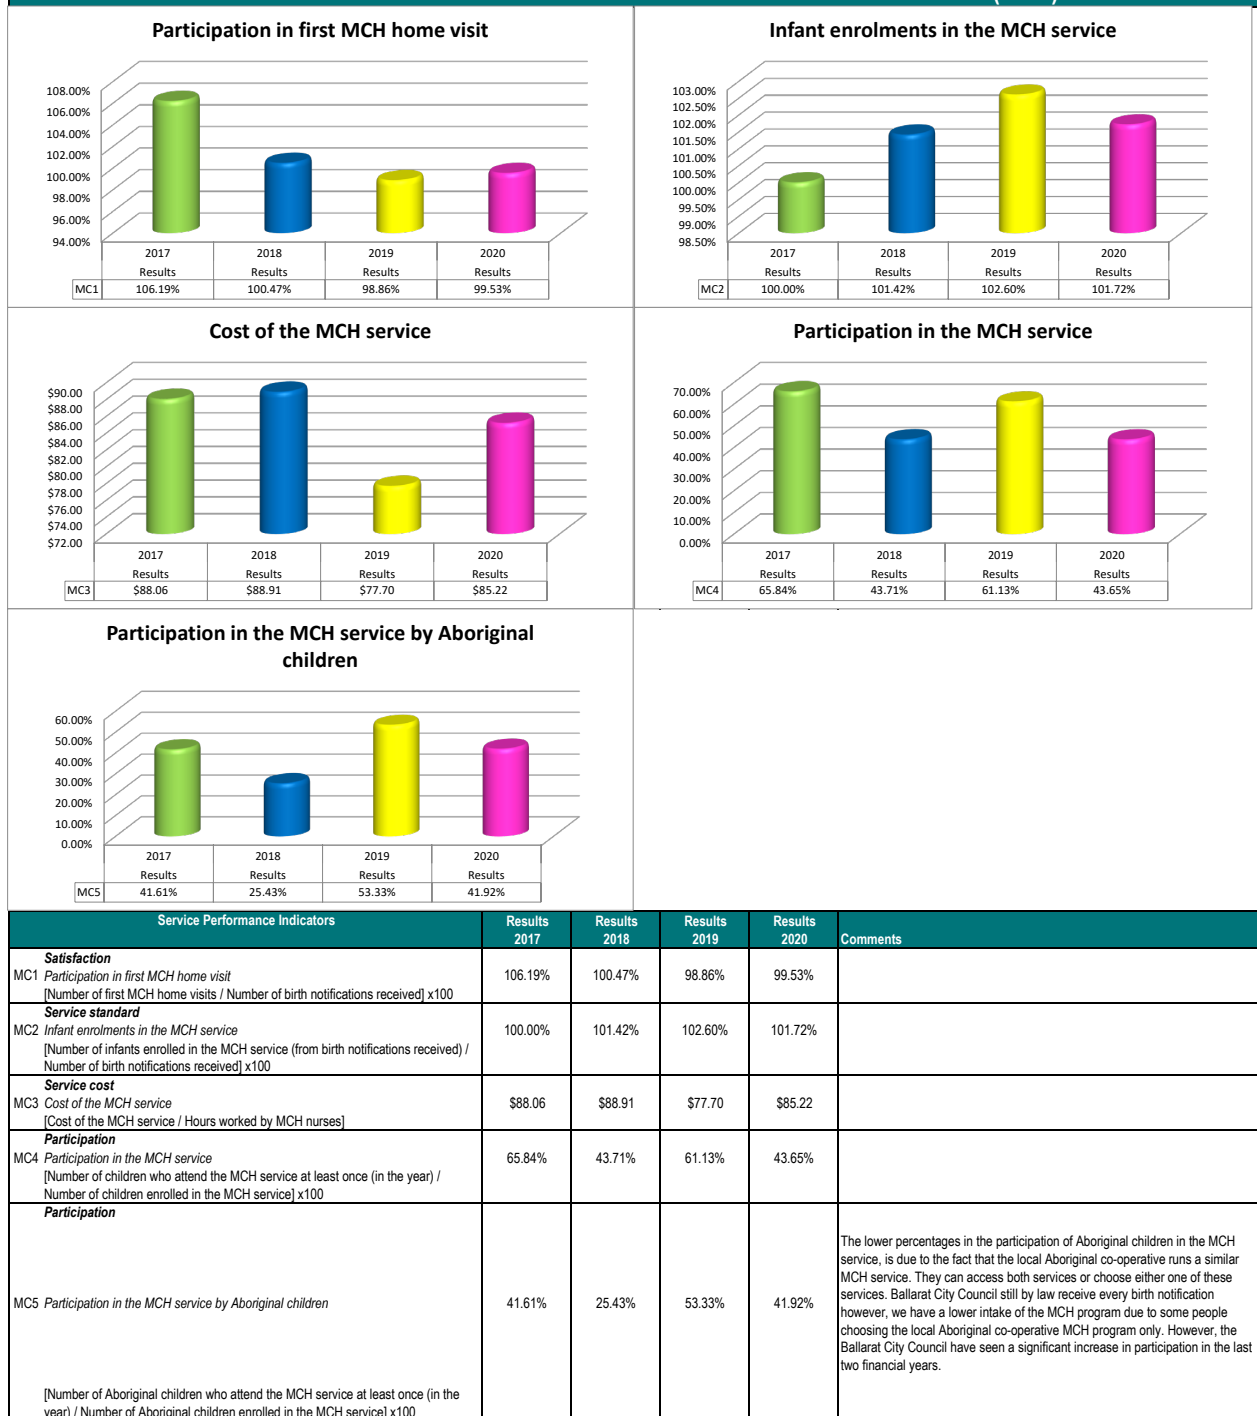 Participation in first MCH home visit
108.00%
106.00%
104.00%
102.00%
100.00%
98.00%
96.00%
94.00%
2017 2018 2019 2020
Results Results Results Results
MC1 106.19% 100.47% 98.86% 99.53%
Infant enrolments in the MCH service
103.00%
102.50%
102.00%
101.50%
101.00%
100.50%
100.00%
99.50%
99.00%
98.50%
2017 2018 2019 2020
Results Results Results Results
MC2 100.00% 101.42% 102.60% 101.72%
Cost of the MCH service
$90.00
$88.00
$86.00
$84.00
$82.00
$80.00
$78.00
$76.00
$74.00
$72.00
2017 2018 2019 2020
Results Results Results Results
MC3 $88.06 $88.91 $77.70 $85.22
Participation in the MCH service
70.00%
60.00%
50.00%
40.00%
30.00%
20.00%
10.00%
0.00%
2017 2018 2019 2020
Results Results Results Results
MC4 65.84% 43.71% 61.13% 43.65%
Participation in the MCH service by Aboriginal
children
60.00%
50.00%
40.00%
30.00%
20.00%
10.00%
0.00%
2017 2018 2019 2020
Results Results Results Results
MC5 41.61% 25.43% 53.33% 41.92%
Service Performance Indicators Results Results Results Results
2017 2018 2019 2020 Comments
Satisfaction
MC1 Participation in first MCH home visit 106.19% 100.47% 98.86% 99.53%
[Number of first MCH home visits / Number of birth notifications received] x100
Service standard
MC2 Infant enrolments in the MCH service 100.00% 101.42% 102.60% 101.72%
[Number of infants enrolled in the MCH service (from birth notifications received) /
Number of birth notifications received] x100
Service cost
MC3 Cost of the MCH service $88.06 $88.91 $77.70 $85.22
[Cost of the MCH service / Hours worked by MCH nurses]
Participation
MC4 Participation in the MCH service 65.84% 43.71% 61.13% 43.65%
[Number of children who attend the MCH service at least once (in the year) /
Number of children enrolled in the MCH service] x100
Participation
MC5 Participation in the MCH service by Aboriginal children 41.61% 25.43% 53.33% 41.92%
The lower percentages in the participation of Aboriginal children in the MCH
service, is due to the fact that the local Aboriginal co-operative runs a similar
MCH service. They can access both services or choose either one of these
services. Ballarat City Council still by law receive every birth notification
however, we have a lower intake of the MCH program due to some people
choosing the local Aboriginal co-operative MCH program only. However, the
Ballarat City Council have seen a significant increase in participation in the last
two financial years.
[Number of Aboriginal children who attend the MCH service at least once (in the
year) / Number of Aboriginal children enrolled in the MCH service] x100